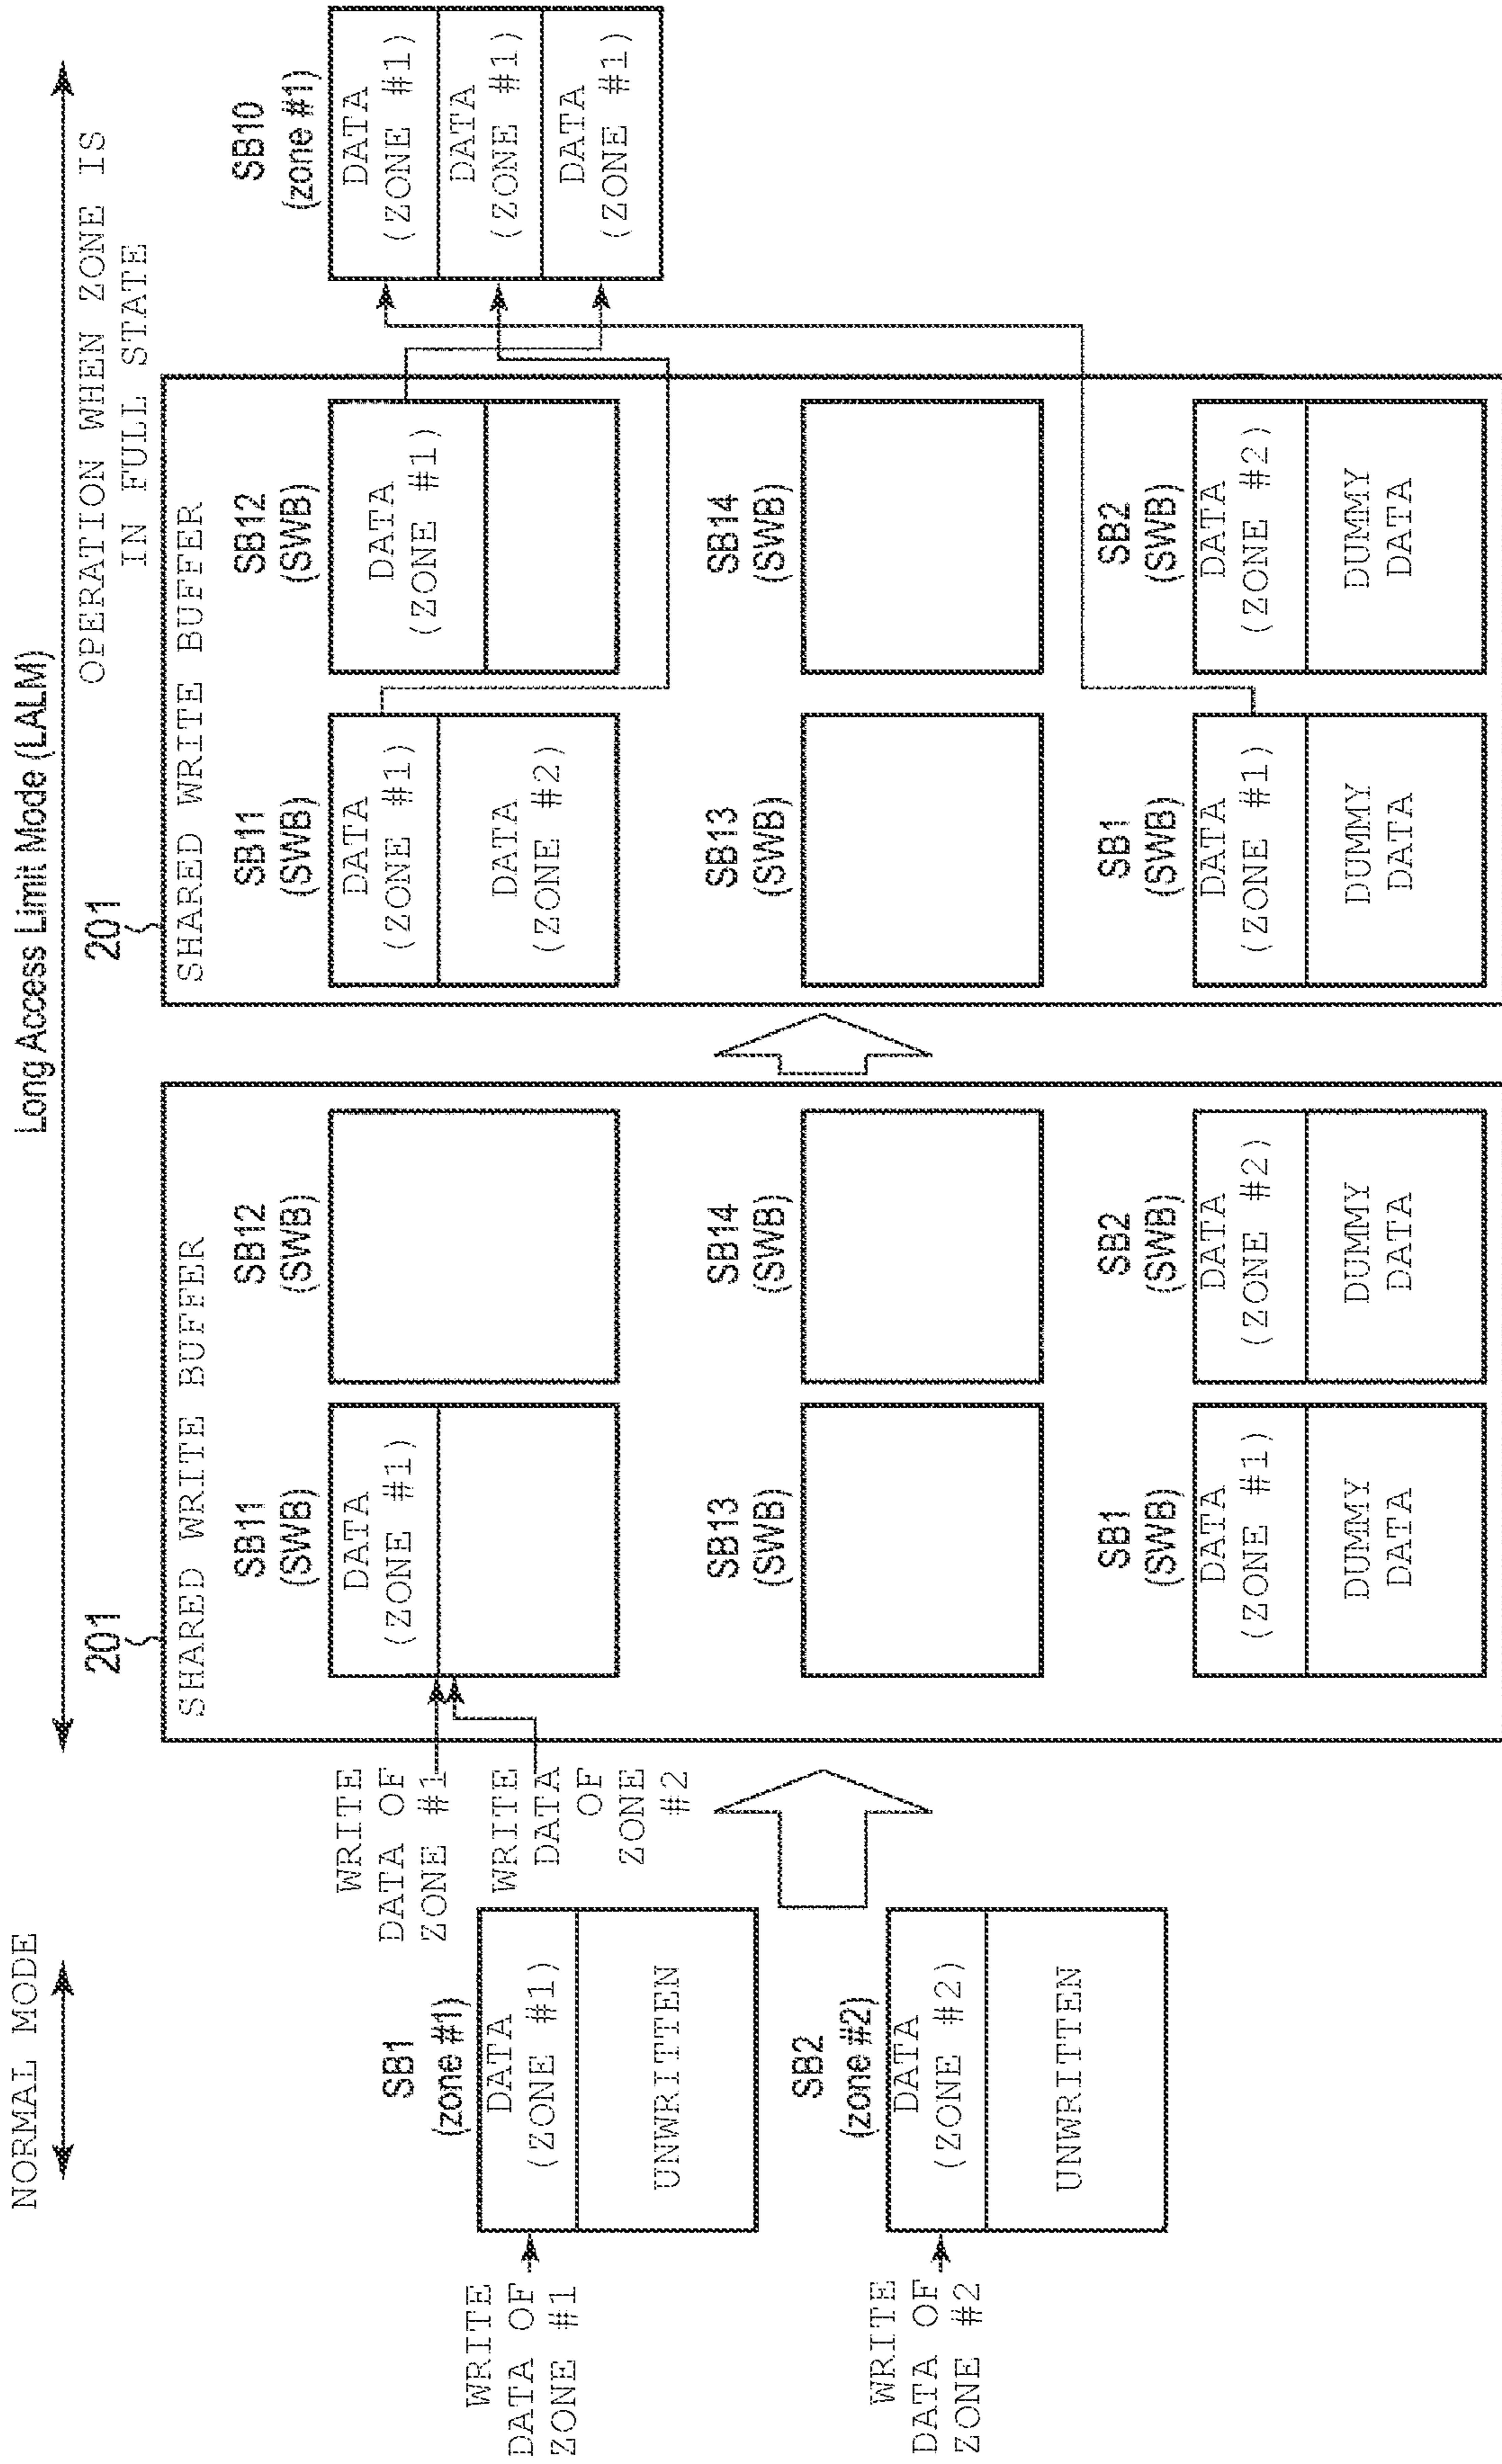 NORMAL MODE
Long Access Limit Mode (LALM)
WRITE
DATA OF
ZONE #1
SB1
(zone #1)
DATA
(ZONE #1)
UNWRITTEN
WRITE
DATA OF
ZONE #2
SB2
(zone #2)
DATA
(ZONE #2)
UNWRITTEN
WRITE
DATA OF
ZONE #1
WRITE
DATA
OF
ZONE
#2
201
SHARED WRITE BUFFER
SB11
(SWB)
DATA
(ZONE #1)
SB12
(SWB)
SB13
(SWB)
SB14
(SWB)
SB1
(SWB)
DATA
(ZONE #1)
DUMMY
DATA
SB2
(SWB)
DATA
(ZONE #2)
DUMMY
DATA
OPERATION WHEN ZONE IS
IN FULL STATE
201
SHARED WRITE BUFFER
SB11
(SWB)
DATA
(ZONE #1)
DATA
(ZONE #2)
SB12
(SWB)
DATA
(ZONE #1)
SB13
(SWB)
SB14
(SWB)
SB1
(SWB)
DATA
(ZONE #1)
DUMMY
DATA
SB2
(SWB)
DATA
(ZONE #2)
DUMMY
DATA
SB10
(zone #1)
DATA
(ZONE #1)
DATA
(ZONE #1)
DATA
(ZONE #1)